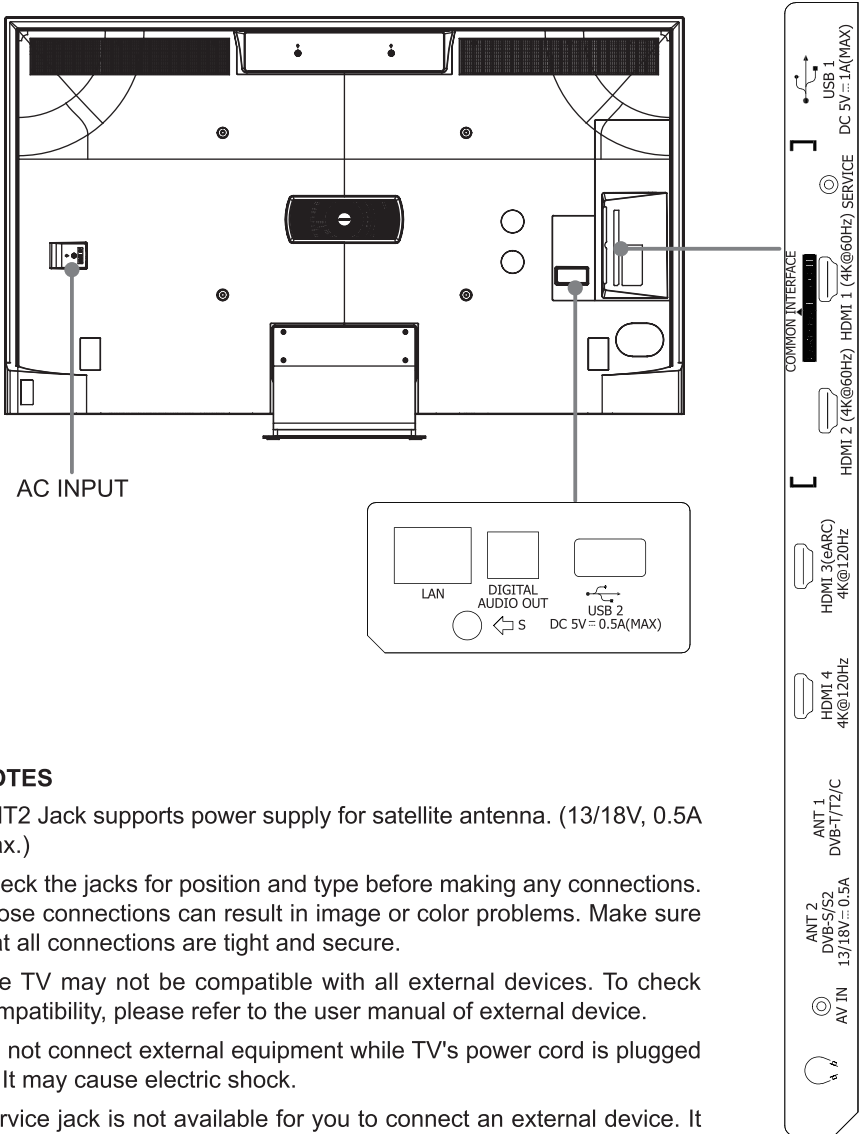 USB 1
DC 5V⎓1A(MAX)
SERVICE
COMMON INTERFACE
HDMI 1 (4K@60Hz)
HDMI 2 (4K@60Hz)
HDMI 3(eARC)
4K@120Hz
HDMI 4
4K@120Hz
ANT 1
DVB-T/T2/C
ANT 2
DVB-S/S2
13/18V⎓0.5A
AV IN
AC INPUT
LAN
DIGITAL
AUDIO OUT
USB 2
DC 5V⎓0.5A(MAX)
S
OTES
T2 Jack supports power supply for satellite antenna. (13/18V, 0.5A
x.)
eck the jacks for position and type before making any connections.
ose connections can result in image or color problems. Make sure
t all connections are tight and secure.
e TV may not be compatible with all external devices. To check
mpatibility, please refer to the user manual of external device.
not connect external equipment while TV's power cord is plugged
It may cause electric shock.
rvice jack is not available for you to connect an external device. It